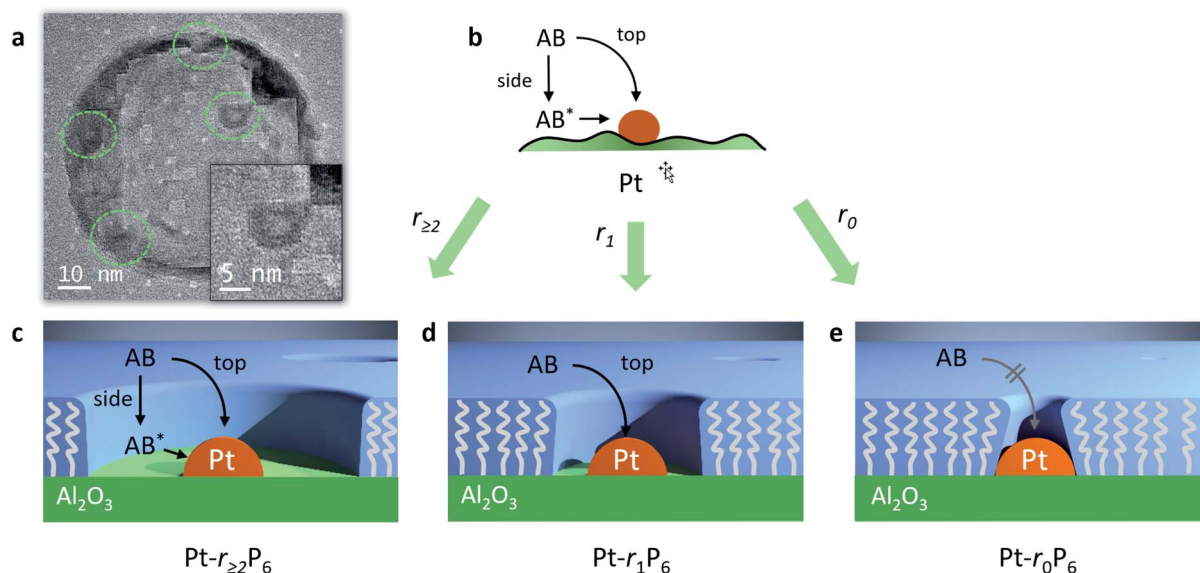 a
10 nm
5 nm
b
AB
top
side
AB*
Pt
r≥2
r1
r0
c
AB
top
side
AB*
Pt
Al2O3
Pt-r≥2P6
d
AB
top
Pt
Pt-r1P6
e
AB
Pt
Al2O3
Pt-r0P6